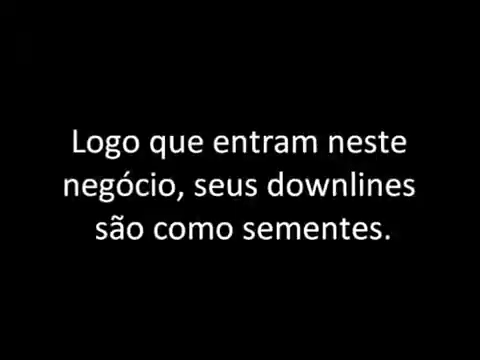 Logo que entram neste
negócio, seus downlines
são como sementes.